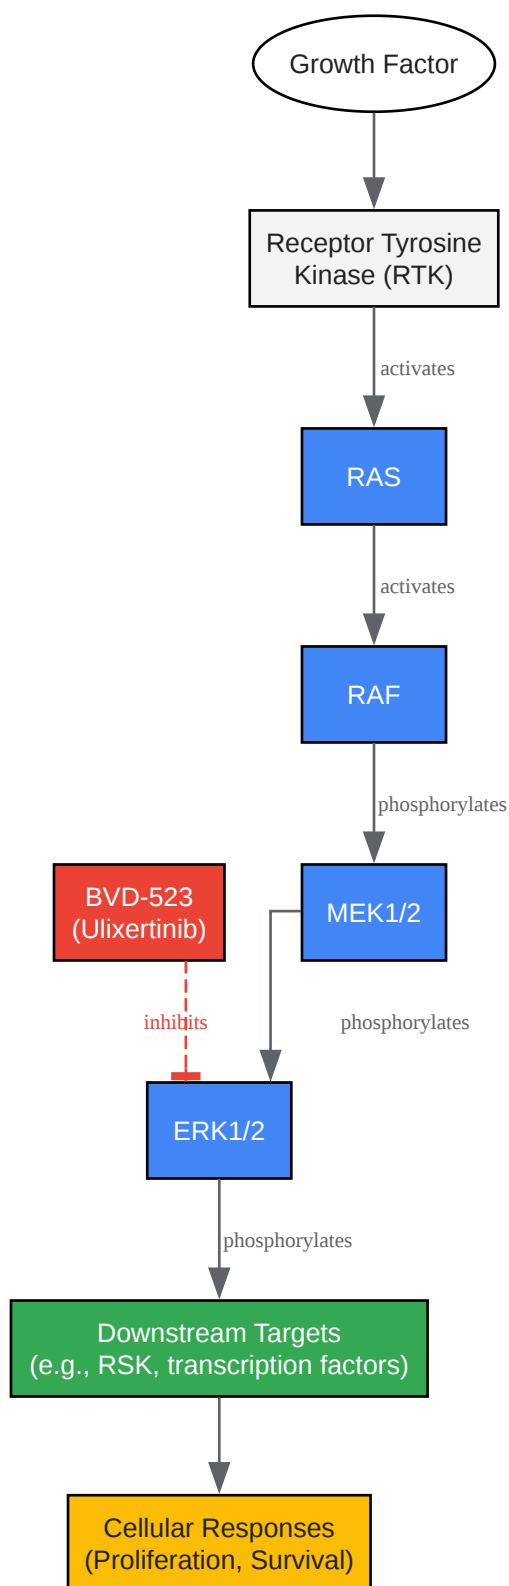 Growth Factor
Receptor Tyrosine
Kinase (RTK)
activates
RAS
activates
RAF
phosphorylates
BVD-523
(Ulixertinib)
MEK1/2
inhibits
phosphorylates
ERK1/2
phosphorylates
Downstream Targets
(e.g., RSK, transcription factors)
Cellular Responses
(Proliferation, Survival)